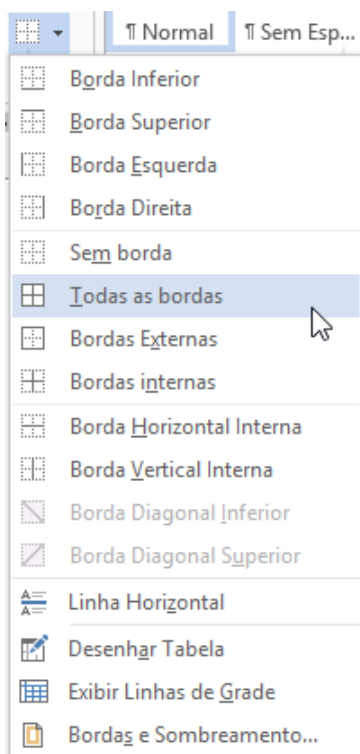 ¶ Normal ¶ Sem Esp...
Borda Inferior
Borda Superior
Borda Esquerda
Borda Direita
Sem borda
Todas as bordas
Bordas Externas
Bordas internas
Borda Horizontal Interna
Borda Vertical Interna
Borda Diagonal Inferior
Borda Diagonal Superior
Linha Horizontal
Desenhar Tabela
Exibir Linhas de Grade
Bordas e Sombreamento...